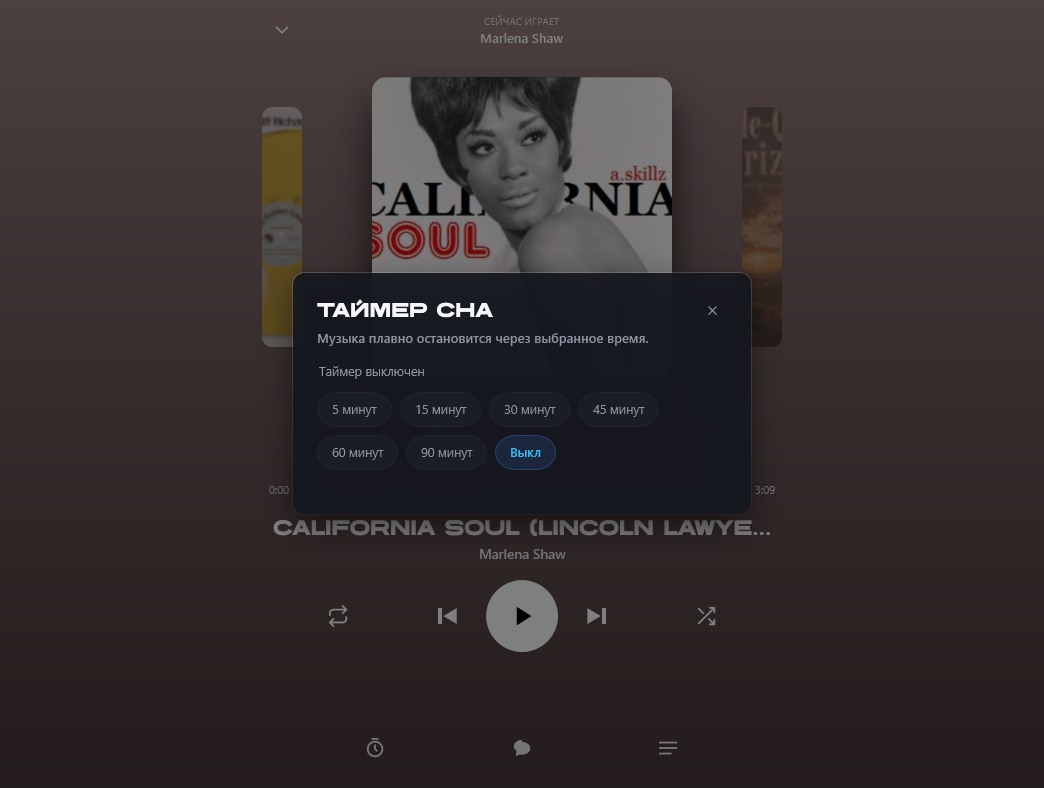 СЕЙЧАС ИГРАЕТ
Marlena Shaw
a.skillz
CALIFORNIA
SOUL
ТАЙМЕР СНА
Музыка плавно остановится через выбранное время.
Таймер выключен
5 минут 15 минут 30 минут 45 минут
60 минут 90 минут Выкл
0:00 3:09
CALIFORNIA SOUL (LINCOLN LAWYE...
Marlena Shaw